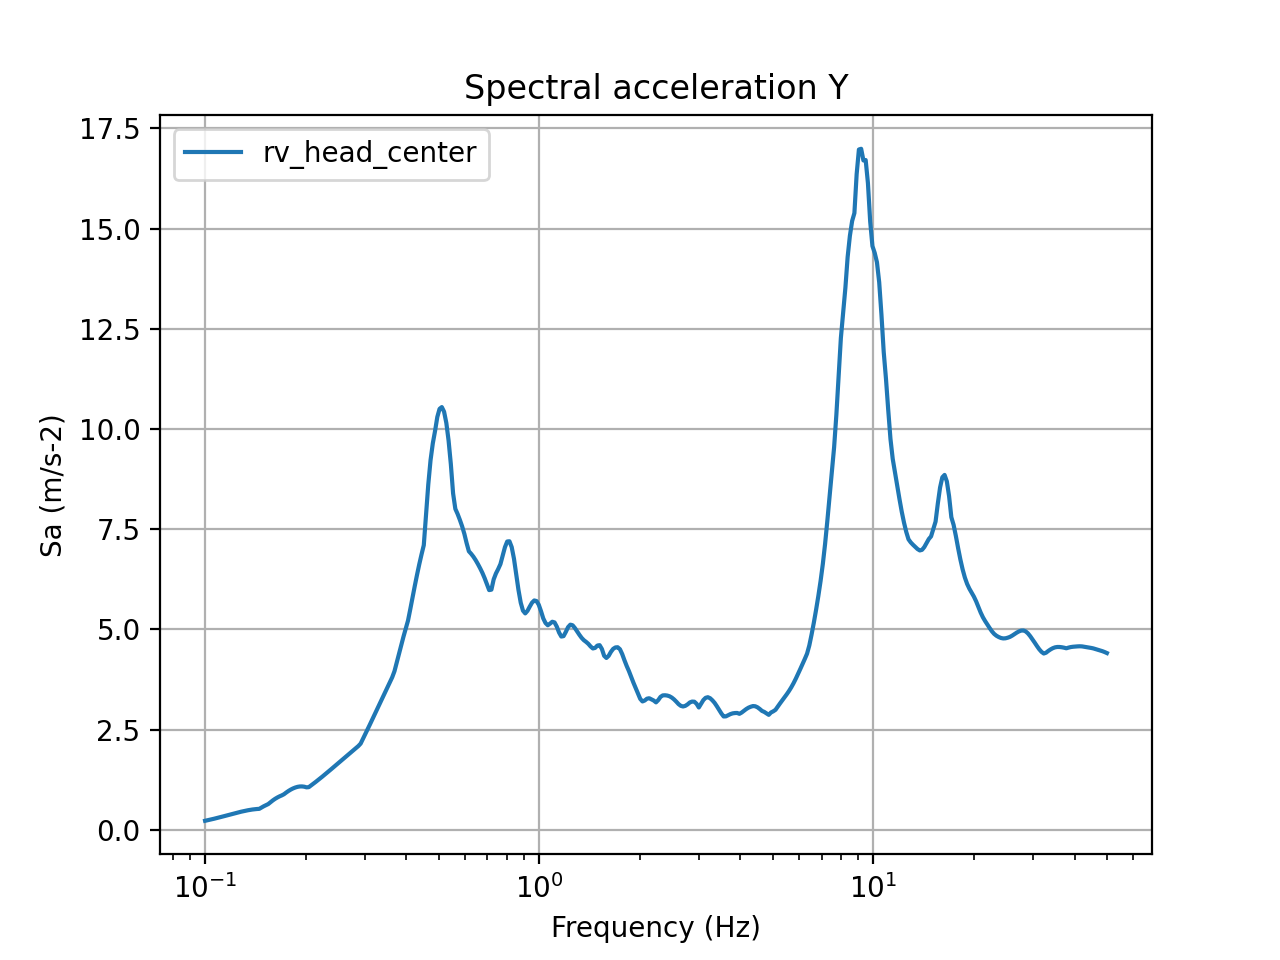 Spectral acceleration Y
rv_head_center
17.5
15.0
12.5
10.0
7.5
5.0
2.5
0.0
Sa (m/s-2)
10⁻¹
10⁰
10¹
Frequency (Hz)